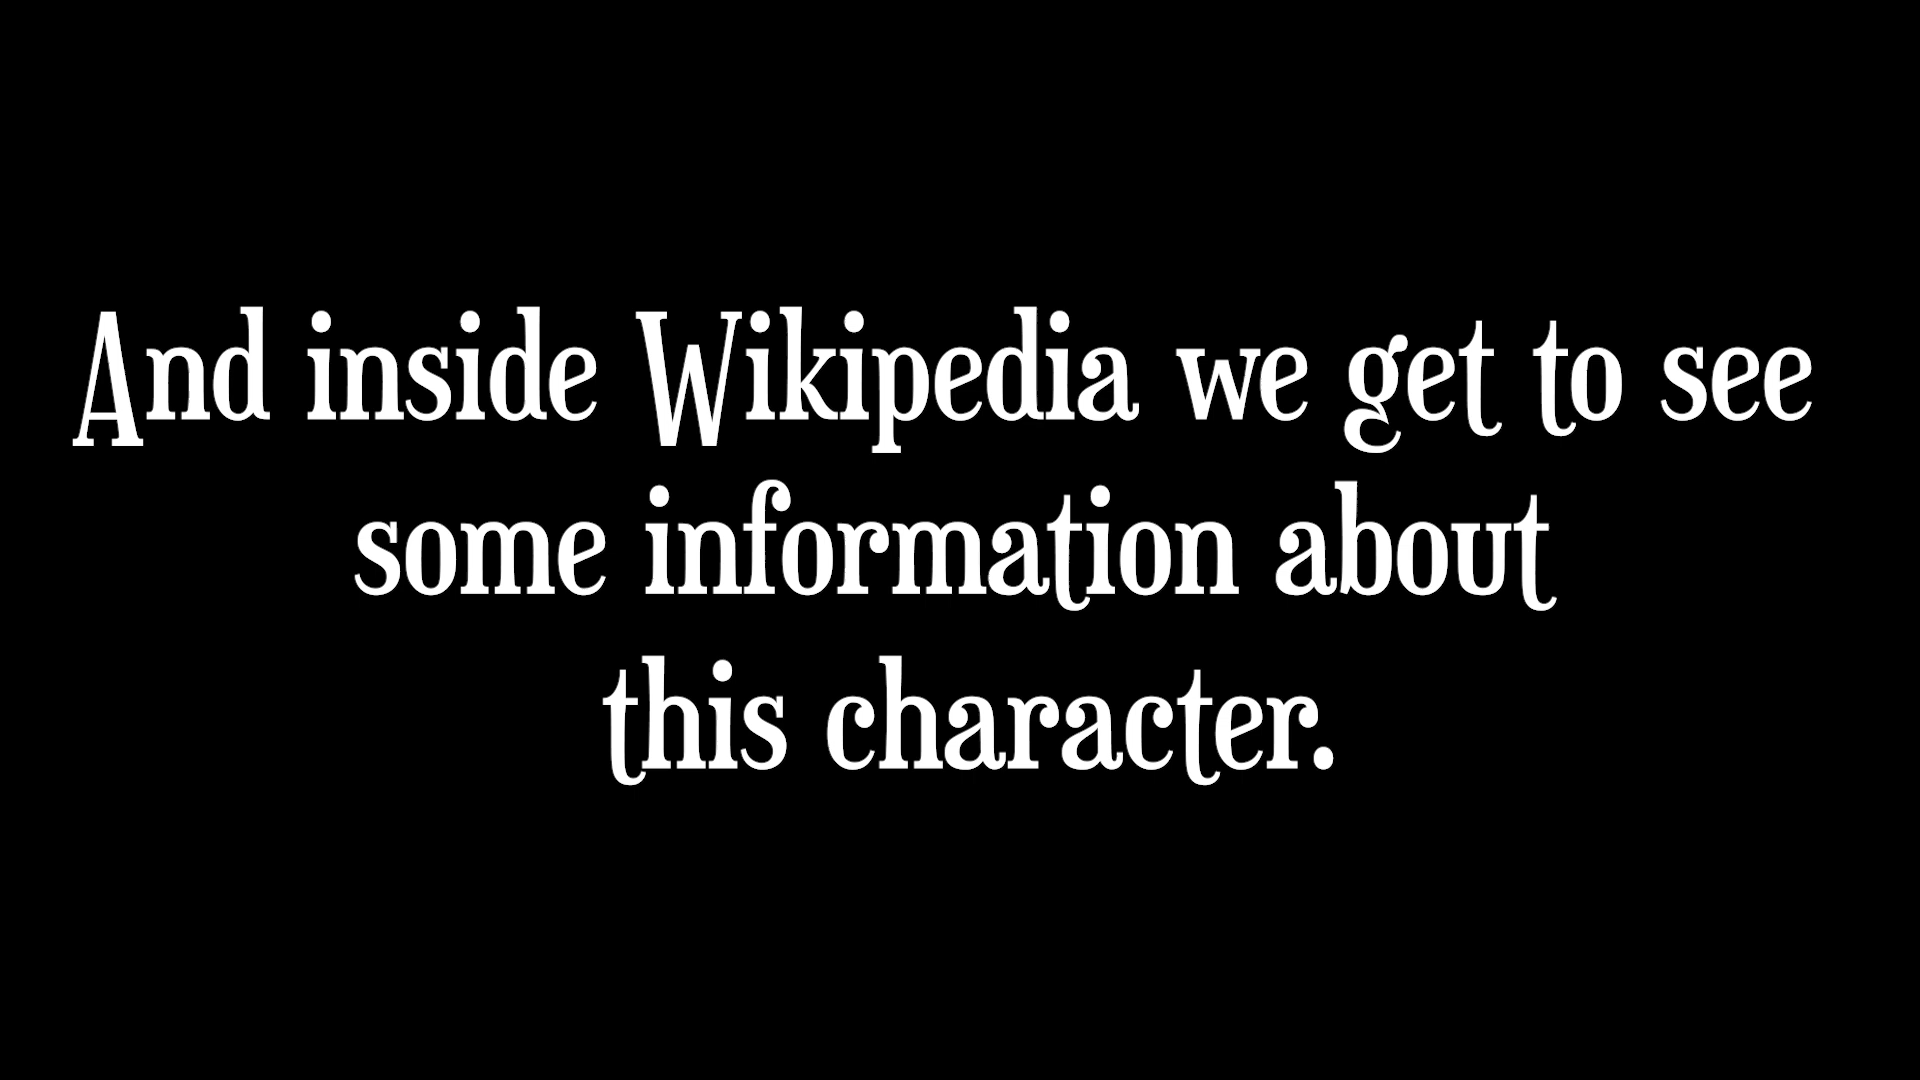 And inside Wikipedia we get to see
some information about
this character.